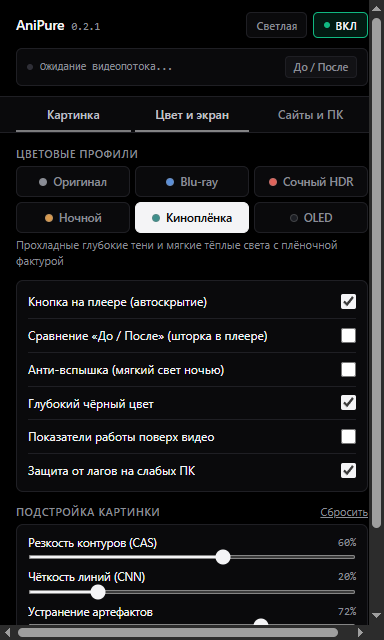 AniPure 0.2.1
Светлая
ВКЛ
Ожидание видеопотока...
До / После
Картинка
Цвет и экран
Сайты и ПК
ЦВЕТОВЫЕ ПРОФИЛИ
Оригинал
Blu-ray
Сочный HDR
Ночной
Киноплёнка
OLED
Прохладные глубокие тени и мягкие тёплые света с плёночной
фактурой
Кнопка на плеере (автоскрытие)
Сравнение «До / После» (шторка в плеере)
Анти-вспышка (мягкий свет ночью)
Глубокий чёрный цвет
Показатели работы поверх видео
Защита от лагов на слабых ПК
ПОДСТРОЙКА КАРТИНКИ
Сбросить
Резкость контуров (CAS)
60%
Чёткость линий (CNN)
20%
Устранение артефактов
72%